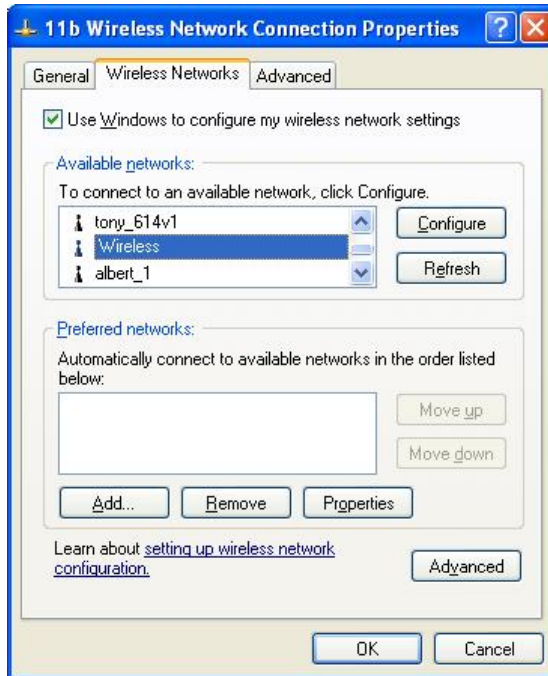 11b Wireless Network Connection Properties
General Wireless Networks Advanced
Use Windows to configure my wireless network settings
Available networks:
To connect to an available network, click Configure.
tony_614v1
Wireless
albert_1
Configure
Refresh
Preferred networks:
Automatically connect to available networks in the order listed
below:
Move up
Move down
Add... Remove Properties
Learn about setting up wireless network
configuration.
Advanced
OK Cancel